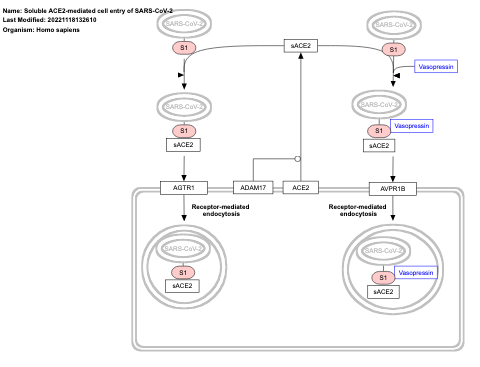 Name: Soluble ACE2-mediated cell entry of SARS-CoV-2
Last Modified: 20221118132610
Organism: Homo sapiens
SARS-CoV-2
SARS-CoV-2
S1
sACE2
S1
Vasopressin
SARS-CoV-2
SARS-CoV-2
S1
S1
Vasopressin
sACE2
sACE2
AGTR1
ADAM17
ACE2
AVPR1B
Receptor-mediated
endocytosis
Receptor-mediated
endocytosis
SARS-CoV-2
SARS-CoV-2
S1
S1
Vasopressin
sACE2
sACE2